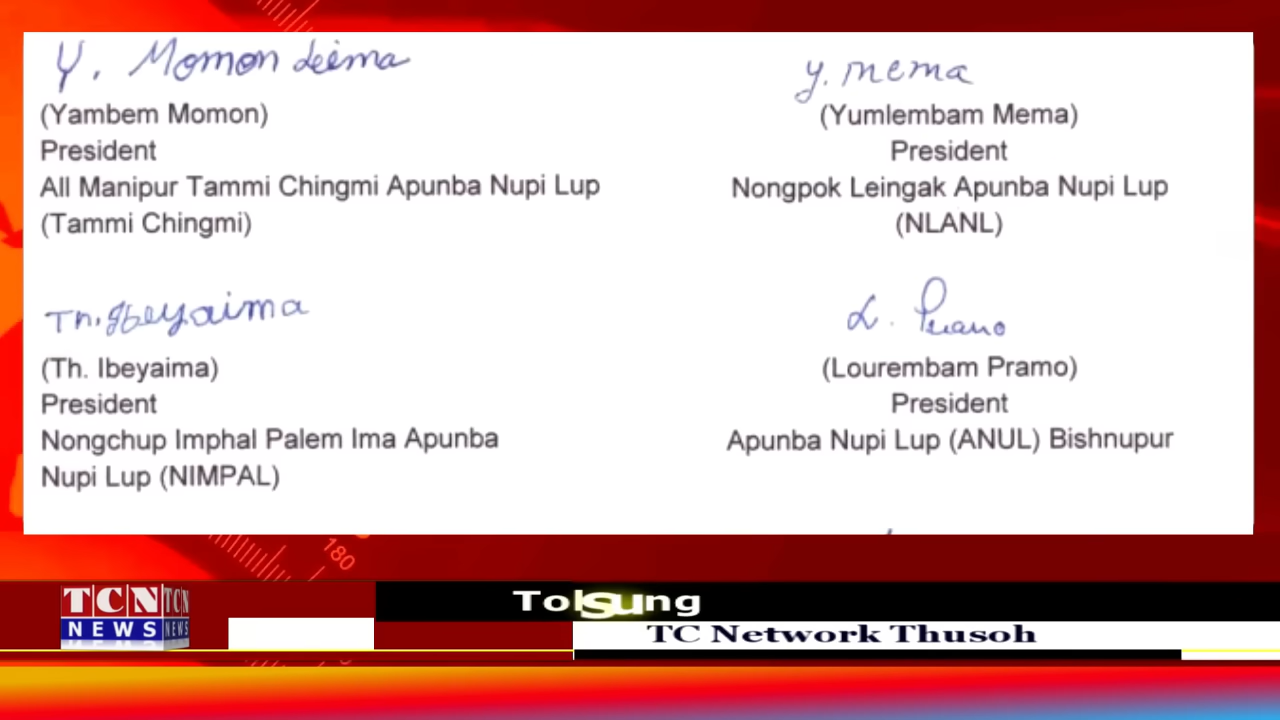 Y. Momon Leima
(Yambem Momon)
President
All Manipur Tammi Chingmi Apunba Nupi Lup
(Tammi Chingmi)
y. mema
(Yumlembam Mema)
President
Nongpok Leingak Apunba Nupi Lup
(NLANL)
Th. Ibeyaima
(Th. Ibeyaima)
President
Nongchup Imphal Palem Ima Apunba
Nupi Lup (NIMPAL)
L. Pramo
(Lourembam Pramo)
President
Apunba Nupi Lup (ANUL) Bishnupur
180
TCN TCN
NEWS NEWS
Tolsung
TC Network Thusoh